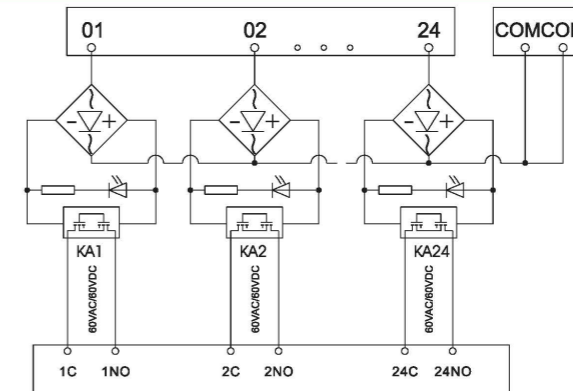 01 02 24 COMCOM
- + - + - +
KA1 KA2 KA24
60VAC/60VDC 60VAC/60VDC 60VAC/60VDC
1C 1NO 2C 2NO 24C 24NO